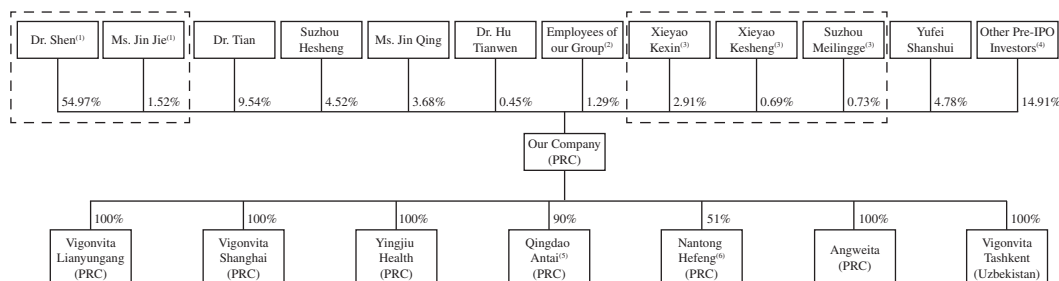 Dr. Shen(1)
Ms. Jin Jie(1)
Dr. Tian
Suzhou
Hesheng
Ms. Jin Qing
Dr. Hu
Tianwen
Employees of
our Group(2)
Xieyao
Kexin(3)
Xieyao
Kesheng(3)
Suzhou
Meilingge(3)
Yufei
Shanshui
Other Pre-IPO
Investors(4)
54.97%
1.52%
9.54%
4.52%
3.68%
0.45%
1.29%
2.91%
0.69%
0.73%
4.78%
14.91%
Our Company
(PRC)
100%
100%
100%
90%
51%
100%
100%
Vigonvita
Lianyungang
(PRC)
Vigonvita
Shanghai
(PRC)
Yingjiu
Health
(PRC)
Qingdao
Antai(5)
(PRC)
Nantong
Hefeng(6)
(PRC)
Angweita
(PRC)
Vigonvita
Tashkent
(Uzbekistan)